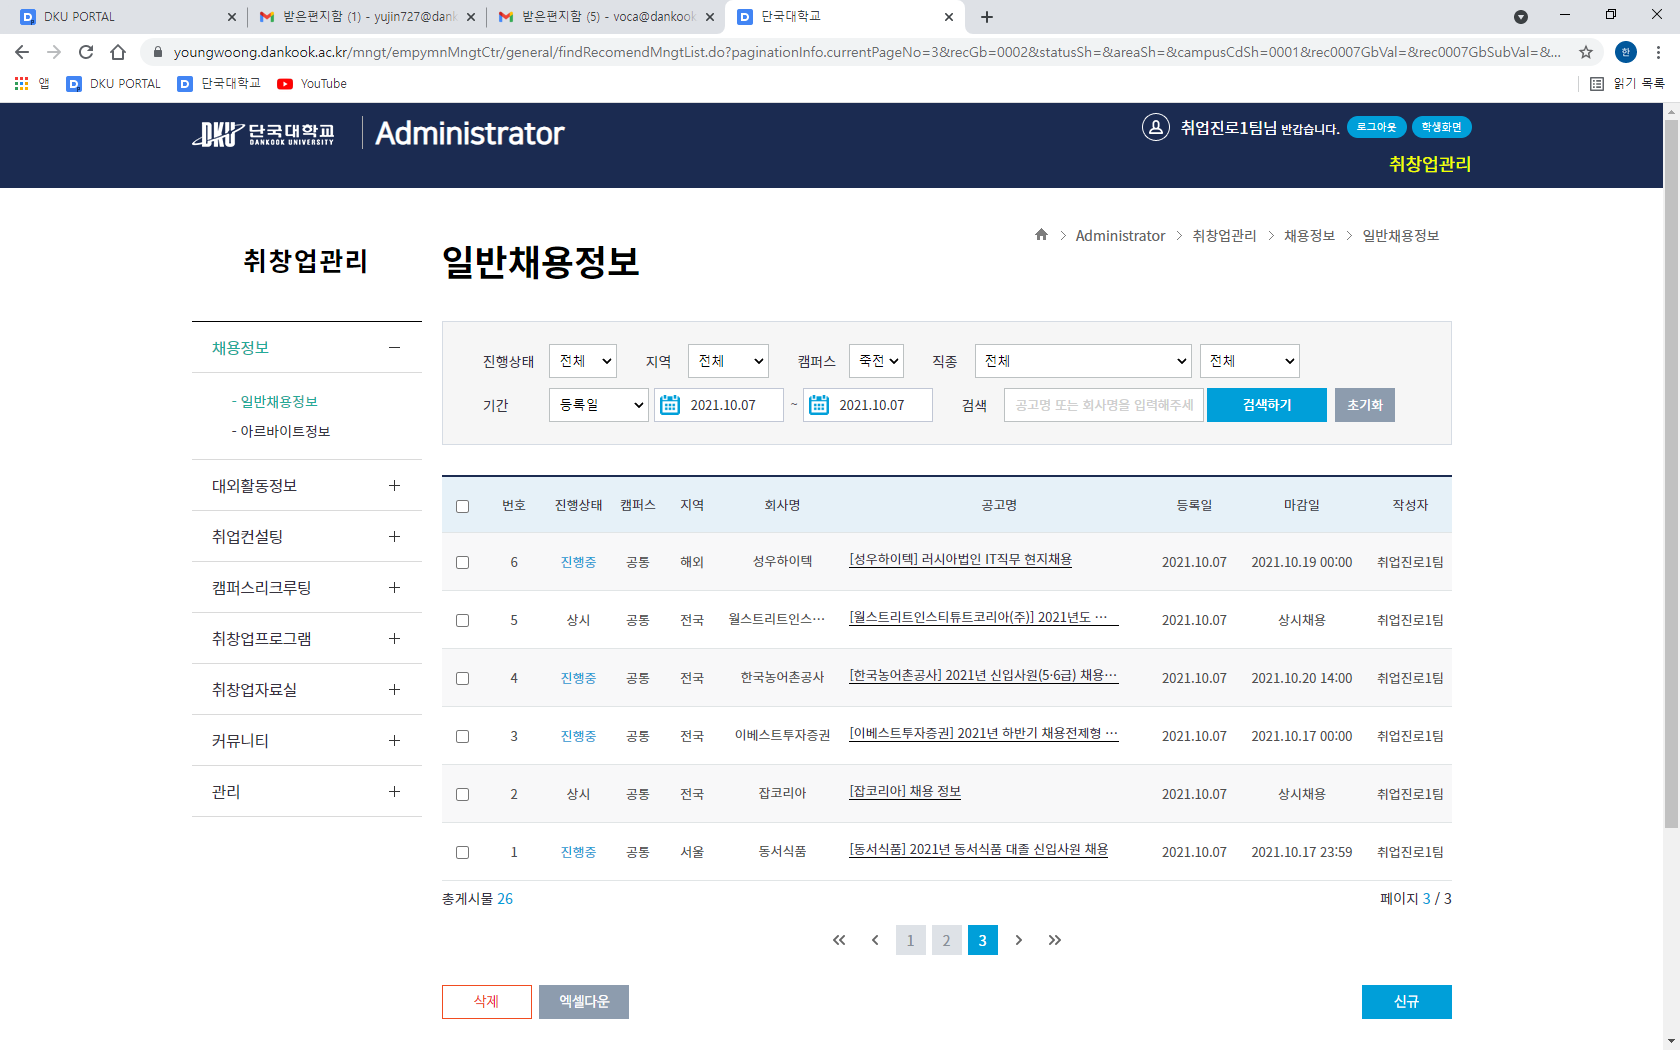 DKU PORTAL
받은편지함 (1) - yujin727@dank
받은편지함 (5) - voca@dankook
단국대학교
youngwoong.dankook.ac.kr/mngt/empymnMngtCtr/general/findRecomendMngtList.do?paginationInfo.currentPageNo=3&recGb=0002&statusSh=&areaSh=&campusCdSh=0001&rec0007GbVal=&rec0007GbSubVal=&...
한
앱 DKU PORTAL 단국대학교 YouTube
읽기 목록
DKU 단국대학교 DANKOOK UNIVERSITY Administrator
취업진로1팀님 반갑습니다. 로그아웃 학생화면
취창업관리
Administrator > 취창업관리 > 채용정보 > 일반채용정보
취창업관리
일반채용정보
채용정보
- 일반채용정보
- 아르바이트정보
대외활동정보
취업컨설팅
캠퍼스리크루팅
취창업프로그램
취창업자료실
커뮤니티
관리
진행상태 전체 지역 전체 캠퍼스 죽전 직종 전체 전체
기간 등록일 2021.10.07 ~ 2021.10.07 검색 공고명 또는 회사명을 입력해주세 검색하기 초기화
번호 진행상태 캠퍼스 지역 회사명 공고명 등록일 마감일 작성자
6 진행중 공통 해외 성우하이텍 [성우하이텍] 러시아법인 IT직무 현지채용 2021.10.07 2021.10.19 00:00 취업진로1팀
5 상시 공통 전국 월스트리트인스… [월스트리트인스티튜트코리아(주)] 2021년도 … 2021.10.07 상시채용 취업진로1팀
4 진행중 공통 전국 한국농어촌공사 [한국농어촌공사] 2021년 신입사원(5·6급) 채용… 2021.10.07 2021.10.20 14:00 취업진로1팀
3 진행중 공통 전국 이베스트투자증권 [이베스트투자증권] 2021년 하반기 채용전제형 … 2021.10.07 2021.10.17 00:00 취업진로1팀
2 상시 공통 전국 잡코리아 [잡코리아] 채용 정보 2021.10.07 상시채용 취업진로1팀
1 진행중 공통 서울 동서식품 [동서식품] 2021년 동서식품 대졸 신입사원 채용 2021.10.07 2021.10.17 23:59 취업진로1팀
총게시물 26
페이지 3 / 3
1 2 3
삭제 엑셀다운 신규